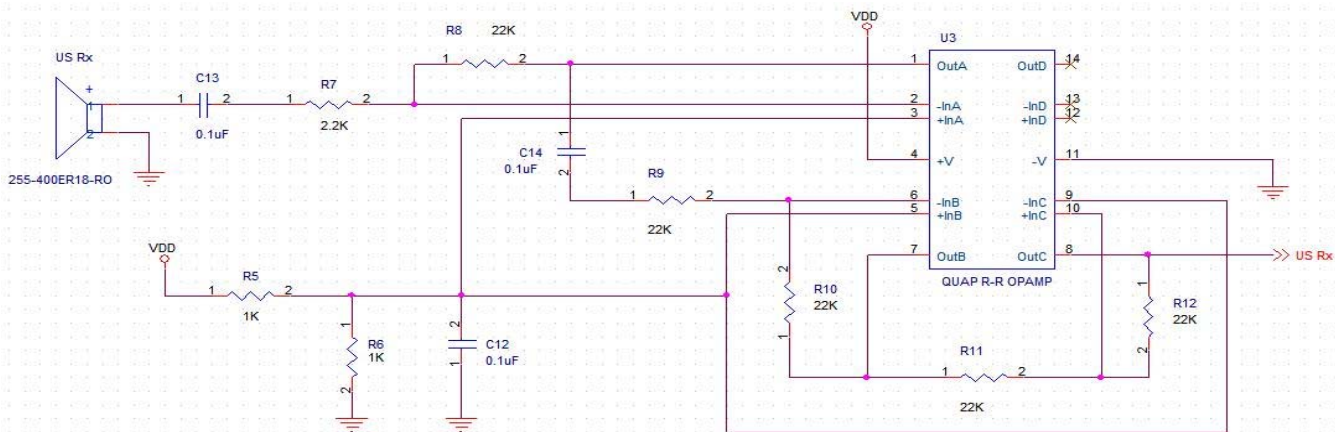 R8 22K
1 2
US Rx
+
1
2
255-400ER18-RO
C13
1 2
0.1uF
R7
1 2
2.2K
VDD
U3
1 OutA OutD 14
2 -InA -InD 13
3 +InA +InD 12
4 +V -V 11
6 -InB -InC 9
5 +InB +InC 10
7 OutB OutC 8
QUAP R-R OPAMP
US Rx
1
C14
0.1uF
2
R9
1 2
22K
VDD
R5
1 2
1K
1
R6
1K
2
2
C12
0.1uF
1
2
R10
22K
1
R11
1 2
22K
1
R12
22K
2